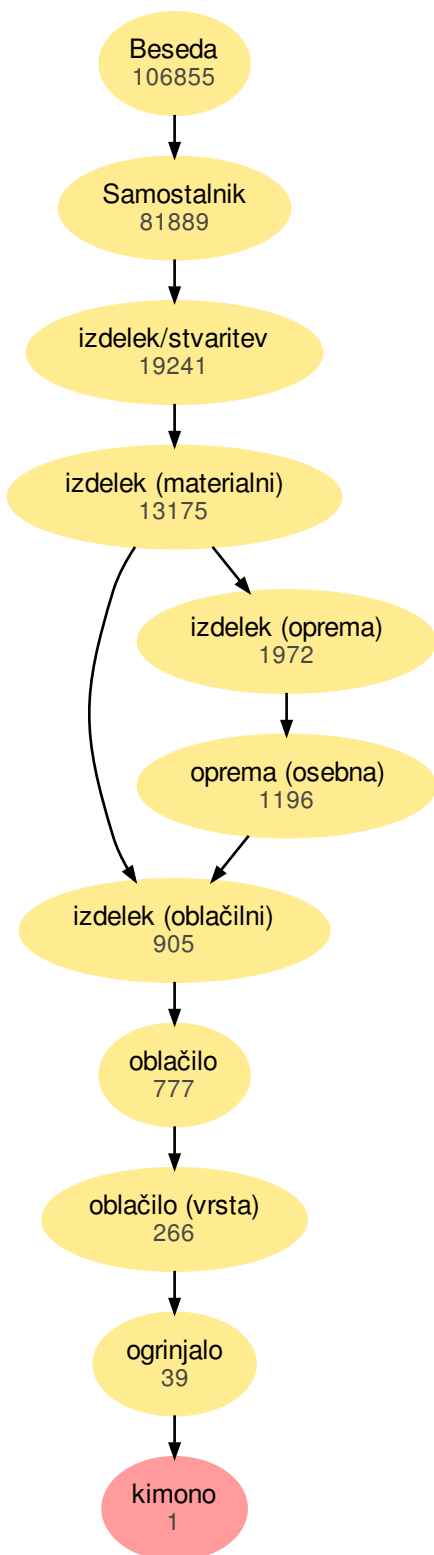 Beseda
106855
Samostalnik
81889
izdelek/stvaritev
19241
izdelek (materialni)
13175
izdelek (oprema)
1972
oprema (osebna)
1196
izdelek (oblačilni)
905
oblačilo
777
oblačilo (vrsta)
266
ogrinjalo
39
kimono
1